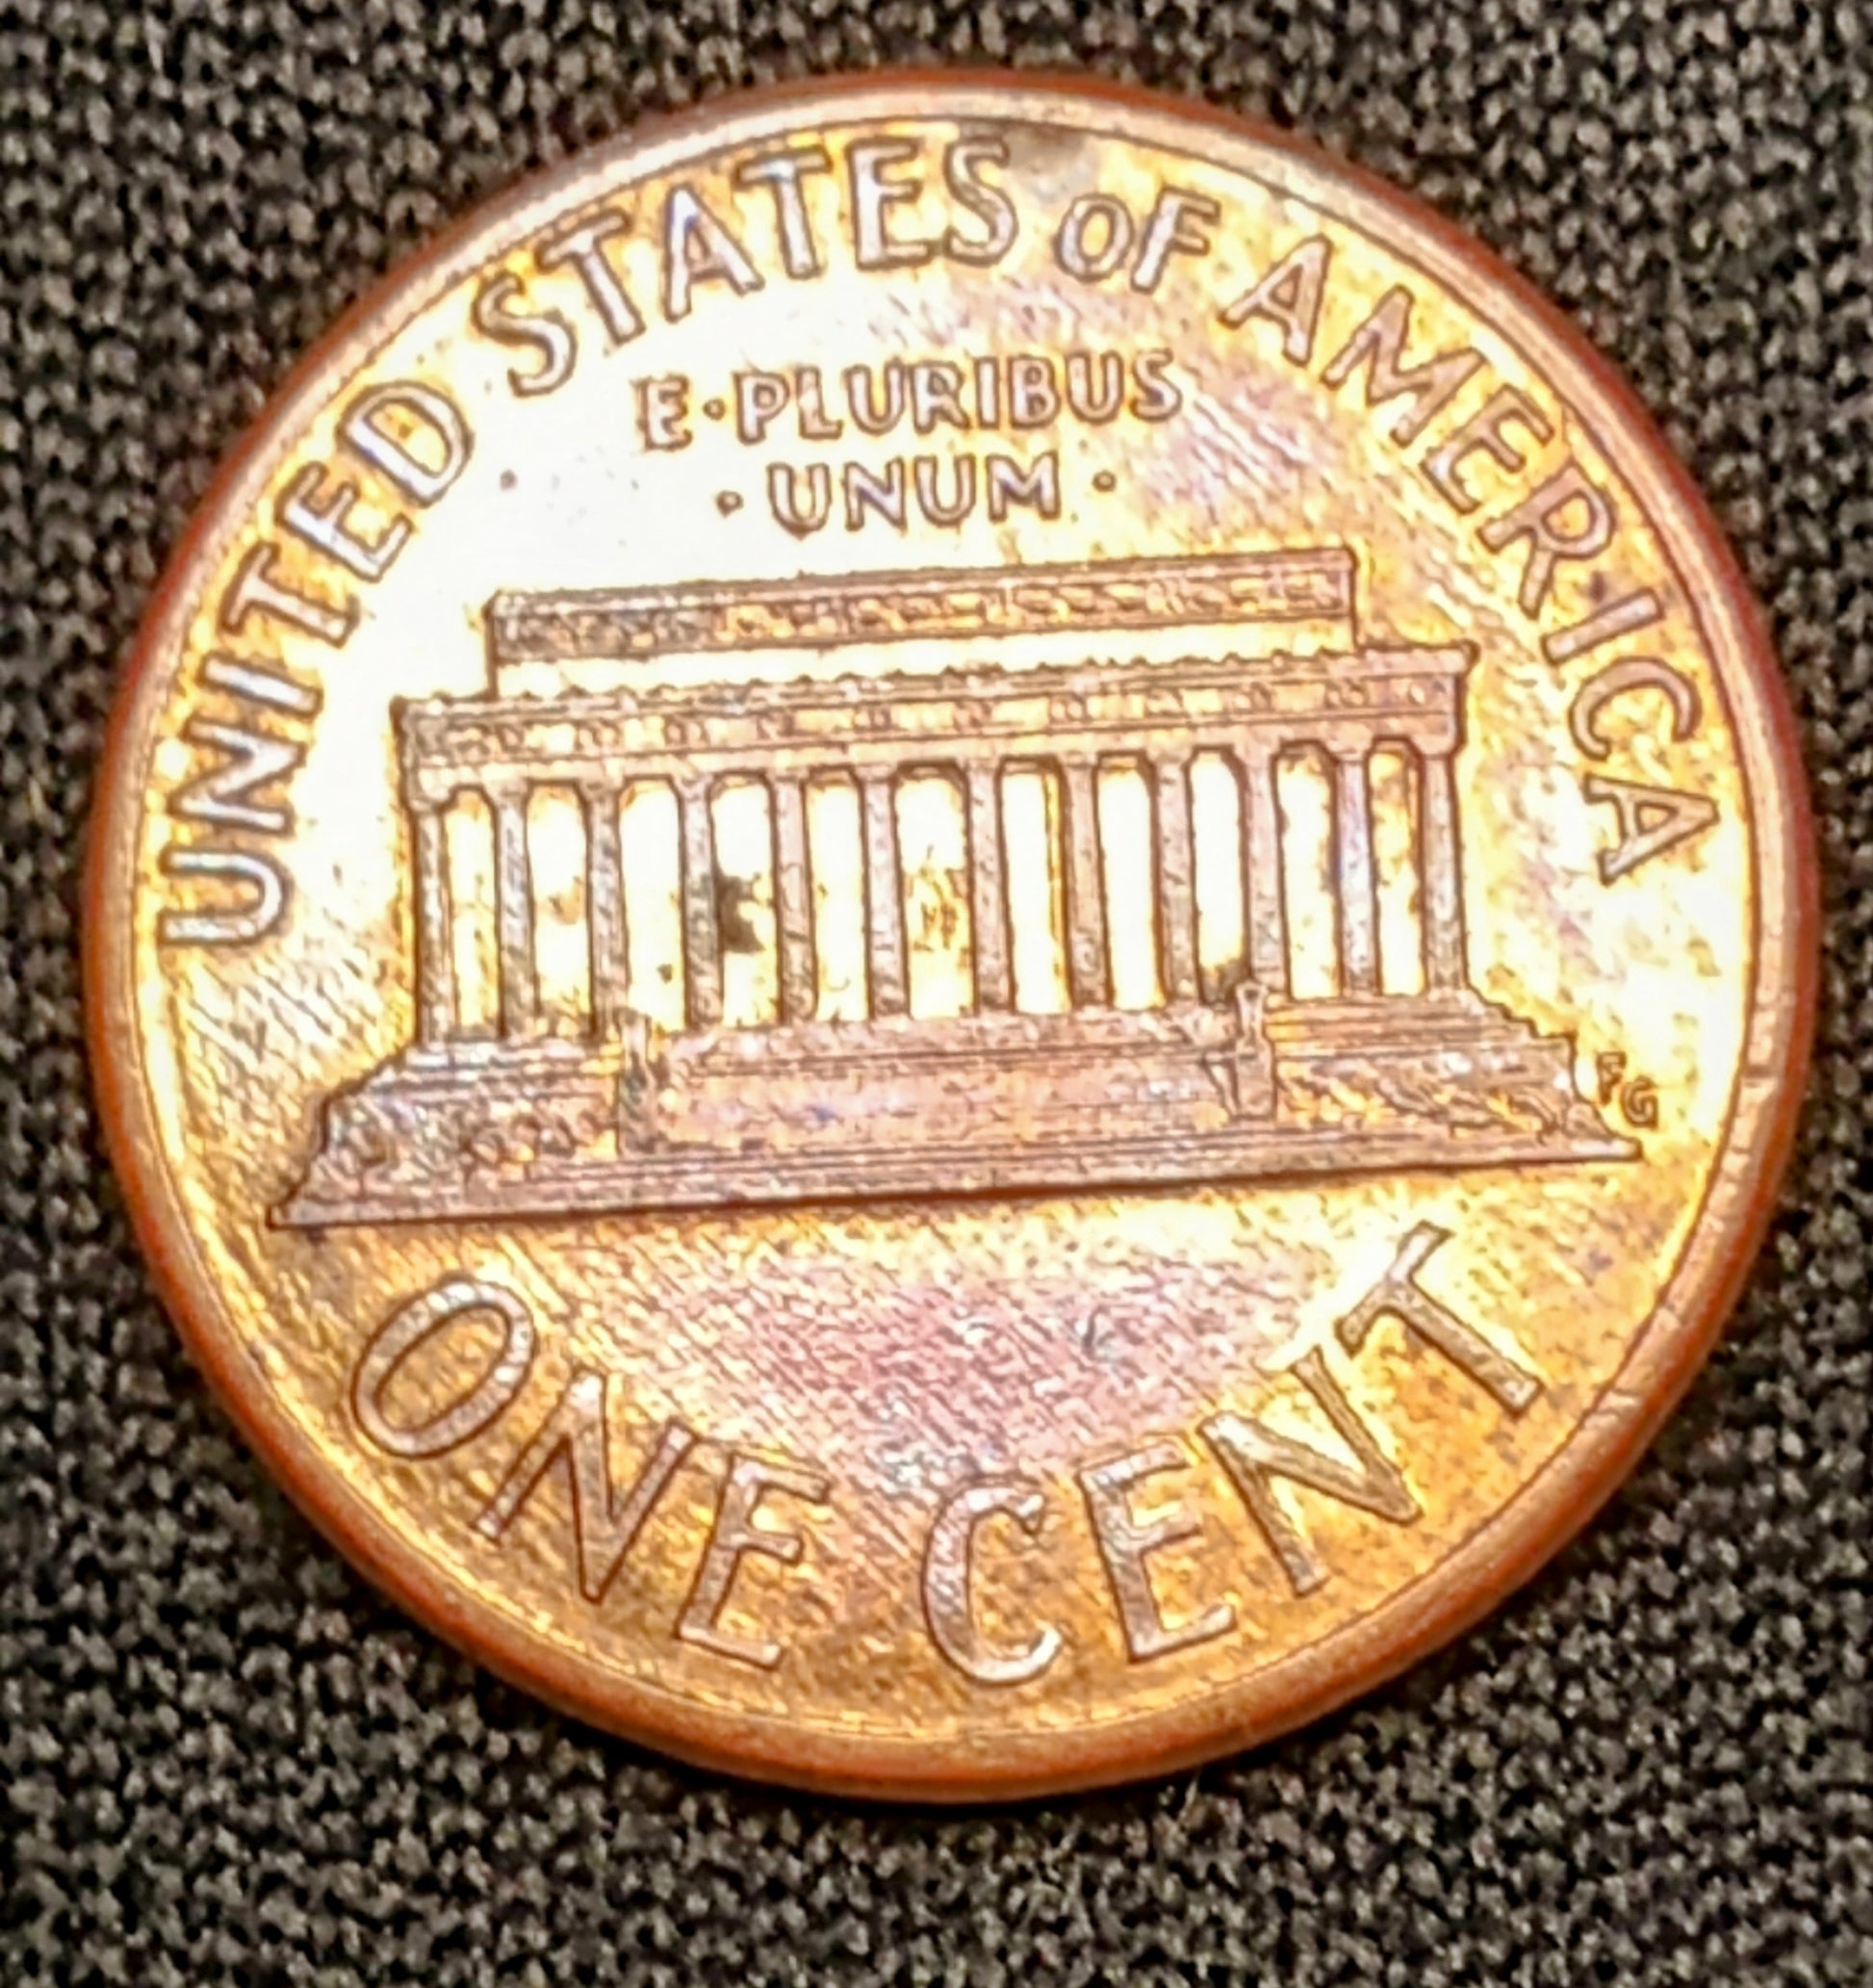 UNITED STATES OF AMERICA
E·PLURIBUS
·UNUM·
FG
ONE CENT